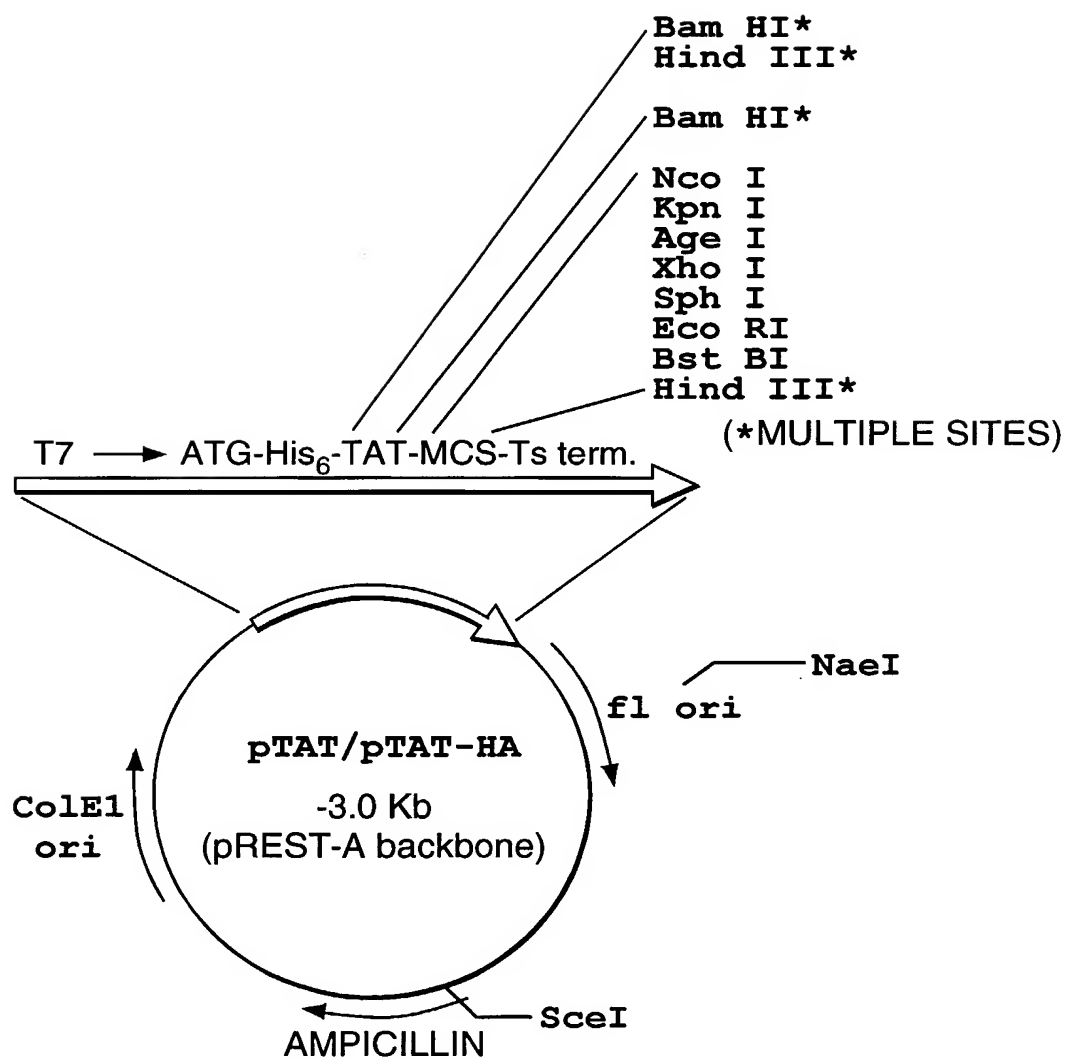 Bam HI*
Hind III*
Bam HI*
Nco I
Kpn I
Age I
Xho I
Sph I
Eco RI
Bst BI
Hind III*
(*MULTIPLE SITES)
T7 → ATG-His6-TAT-MCS-Ts term.
NaeI
fl ori
pTAT/pTAT-HA
-3.0 Kb
(pREST-A backbone)
ColE1
ori
SceI
AMPICILLIN